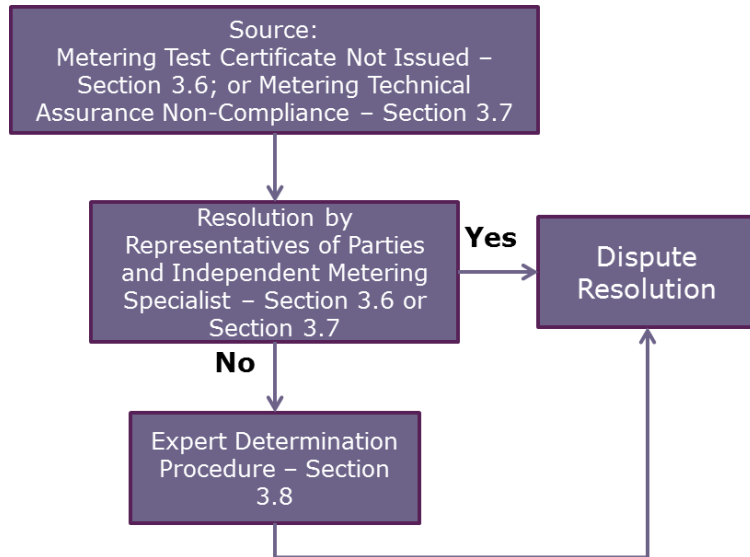 Source:
Metering Test Certificate Not Issued –
Section 3.6; or Metering Technical
Assurance Non-Compliance – Section 3.7
Resolution by
Representatives of Parties
and Independent Metering
Specialist – Section 3.6 or
Section 3.7
Yes
Dispute
Resolution
No
Expert Determination
Procedure – Section
3.8